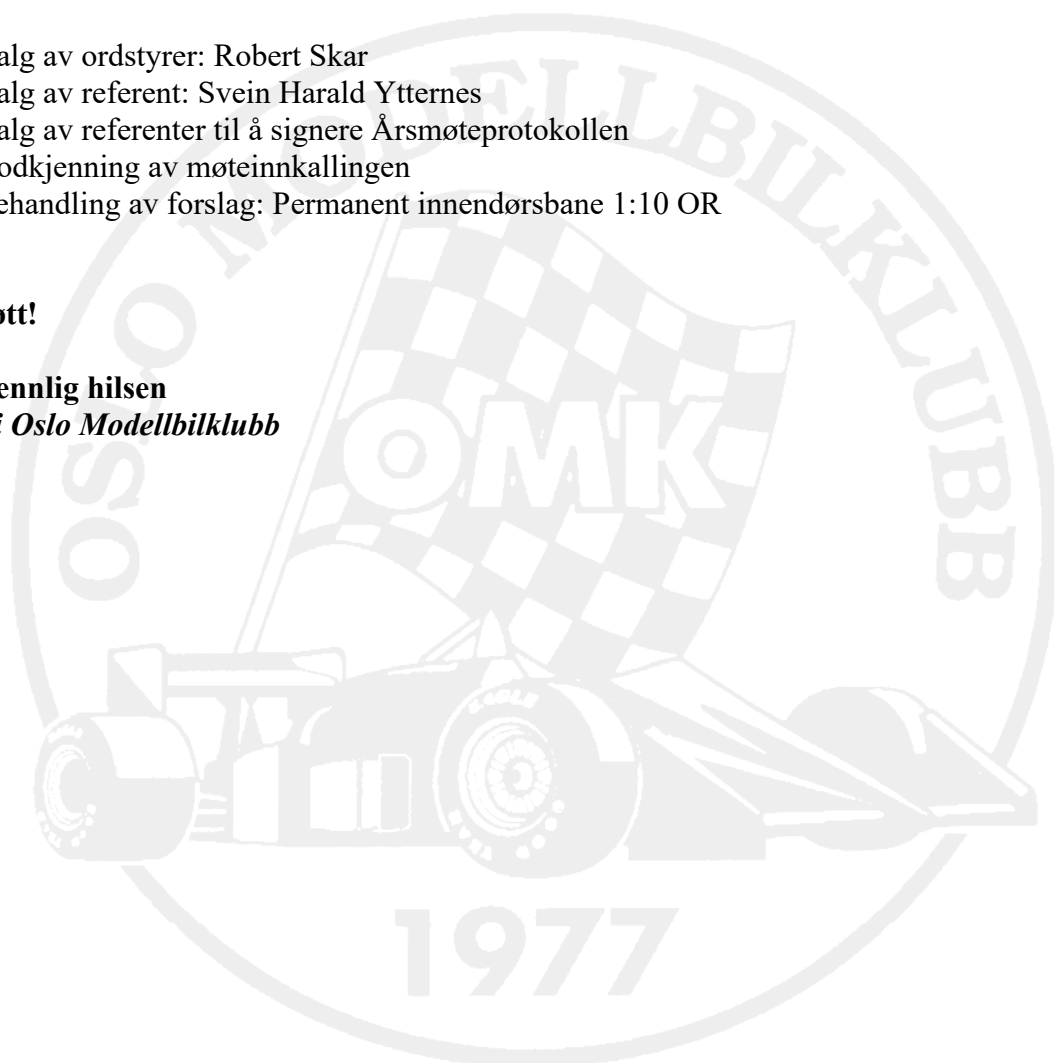 alg av ordstyrer: Robert Skar
alg av referent: Svein Harald Ytternes
alg av referenter til å signere Årsmøteprotokollen
odkjenning av møteinnkallingen
ehandling av forslag: Permanent innendørsbane 1:10 OR
øtt!
ennlig hilsen
i Oslo Modellbilklubb
OSLO MODELLBILKLUBB
OMK
1977